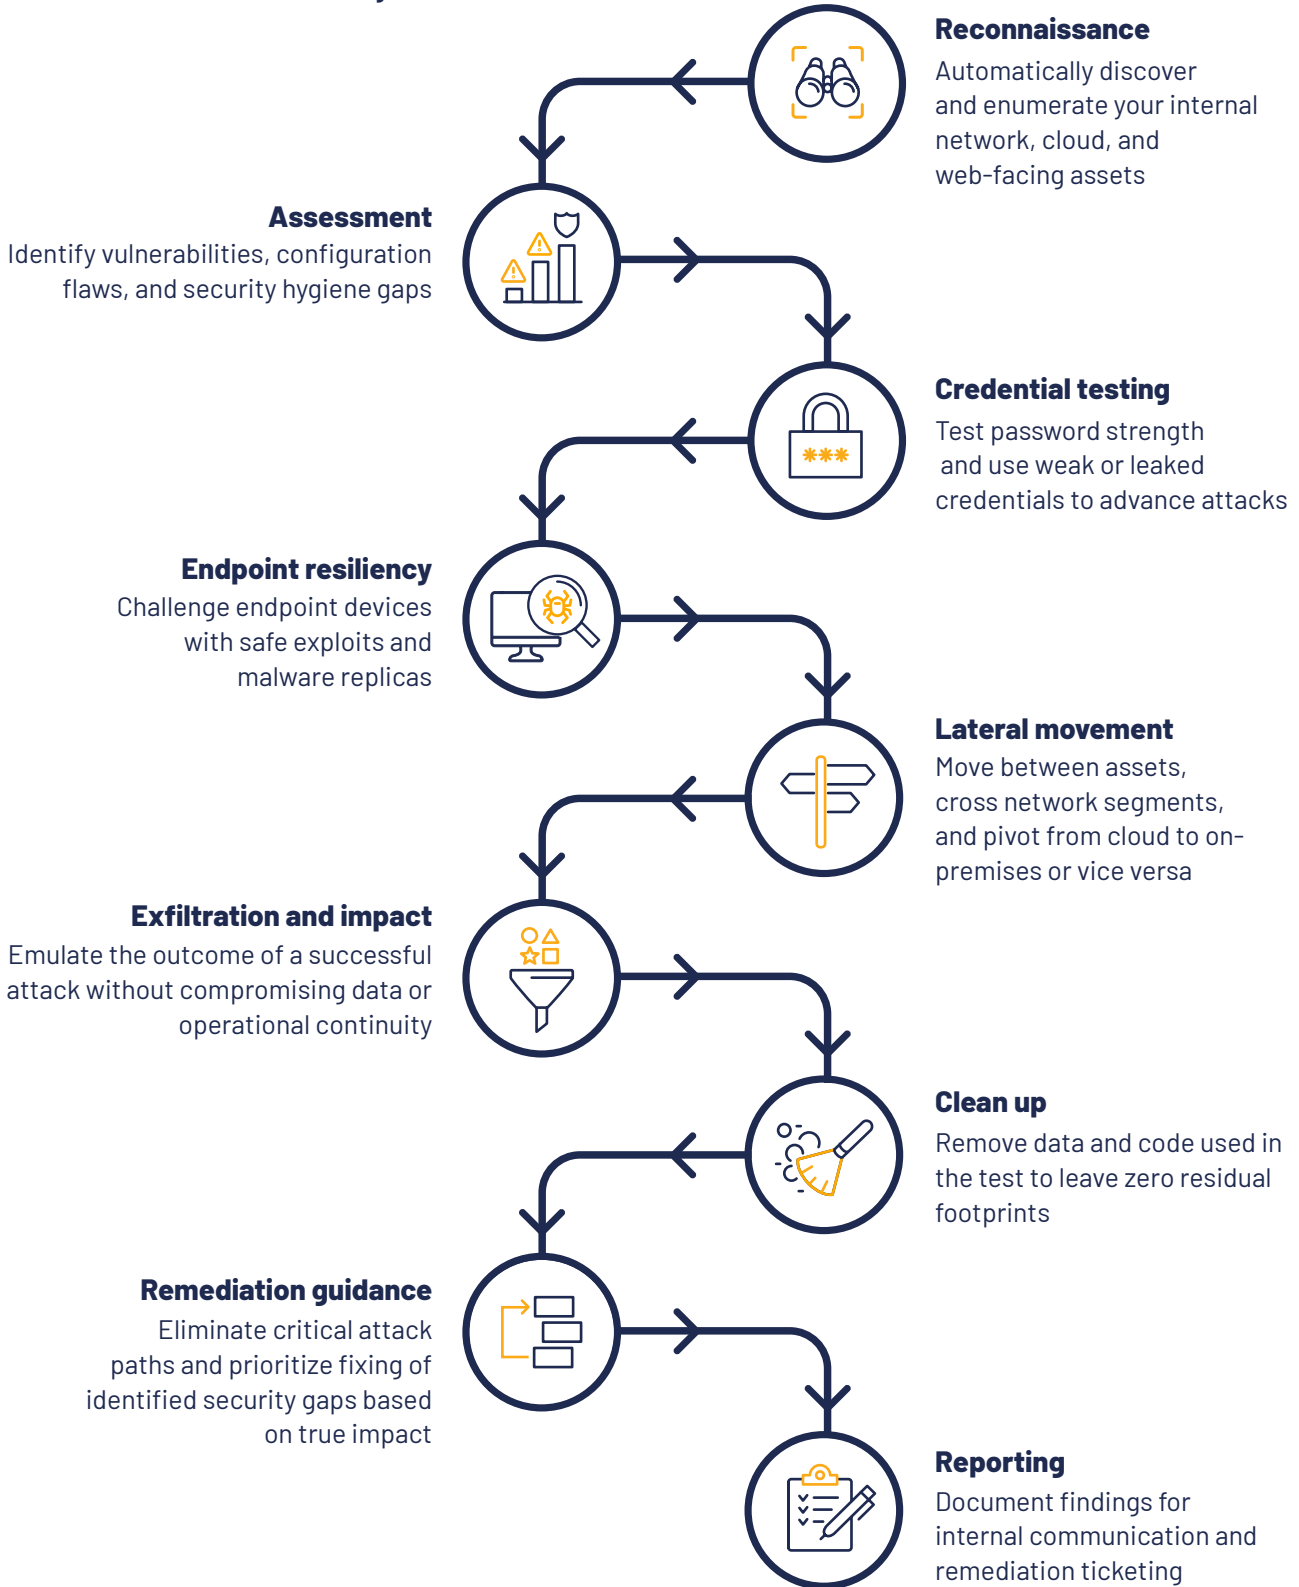 Reconnaissance
Automatically discover
and enumerate your internal
network, cloud, and
web-facing assets
Assessment
Identify vulnerabilities, configuration
flaws, and security hygiene gaps
Credential testing
Test password strength
and use weak or leaked
credentials to advance attacks
Endpoint resiliency
Challenge endpoint devices
with safe exploits and
malware replicas
Lateral movement
Move between assets,
cross network segments,
and pivot from cloud to on-
premises or vice versa
Exfiltration and impact
Emulate the outcome of a successful
attack without compromising data or
operational continuity
Clean up
Remove data and code used in
the test to leave zero residual
footprints
Remediation guidance
Eliminate critical attack
paths and prioritize fixing of
identified security gaps based
on true impact
Reporting
Document findings for
internal communication and
remediation ticketing